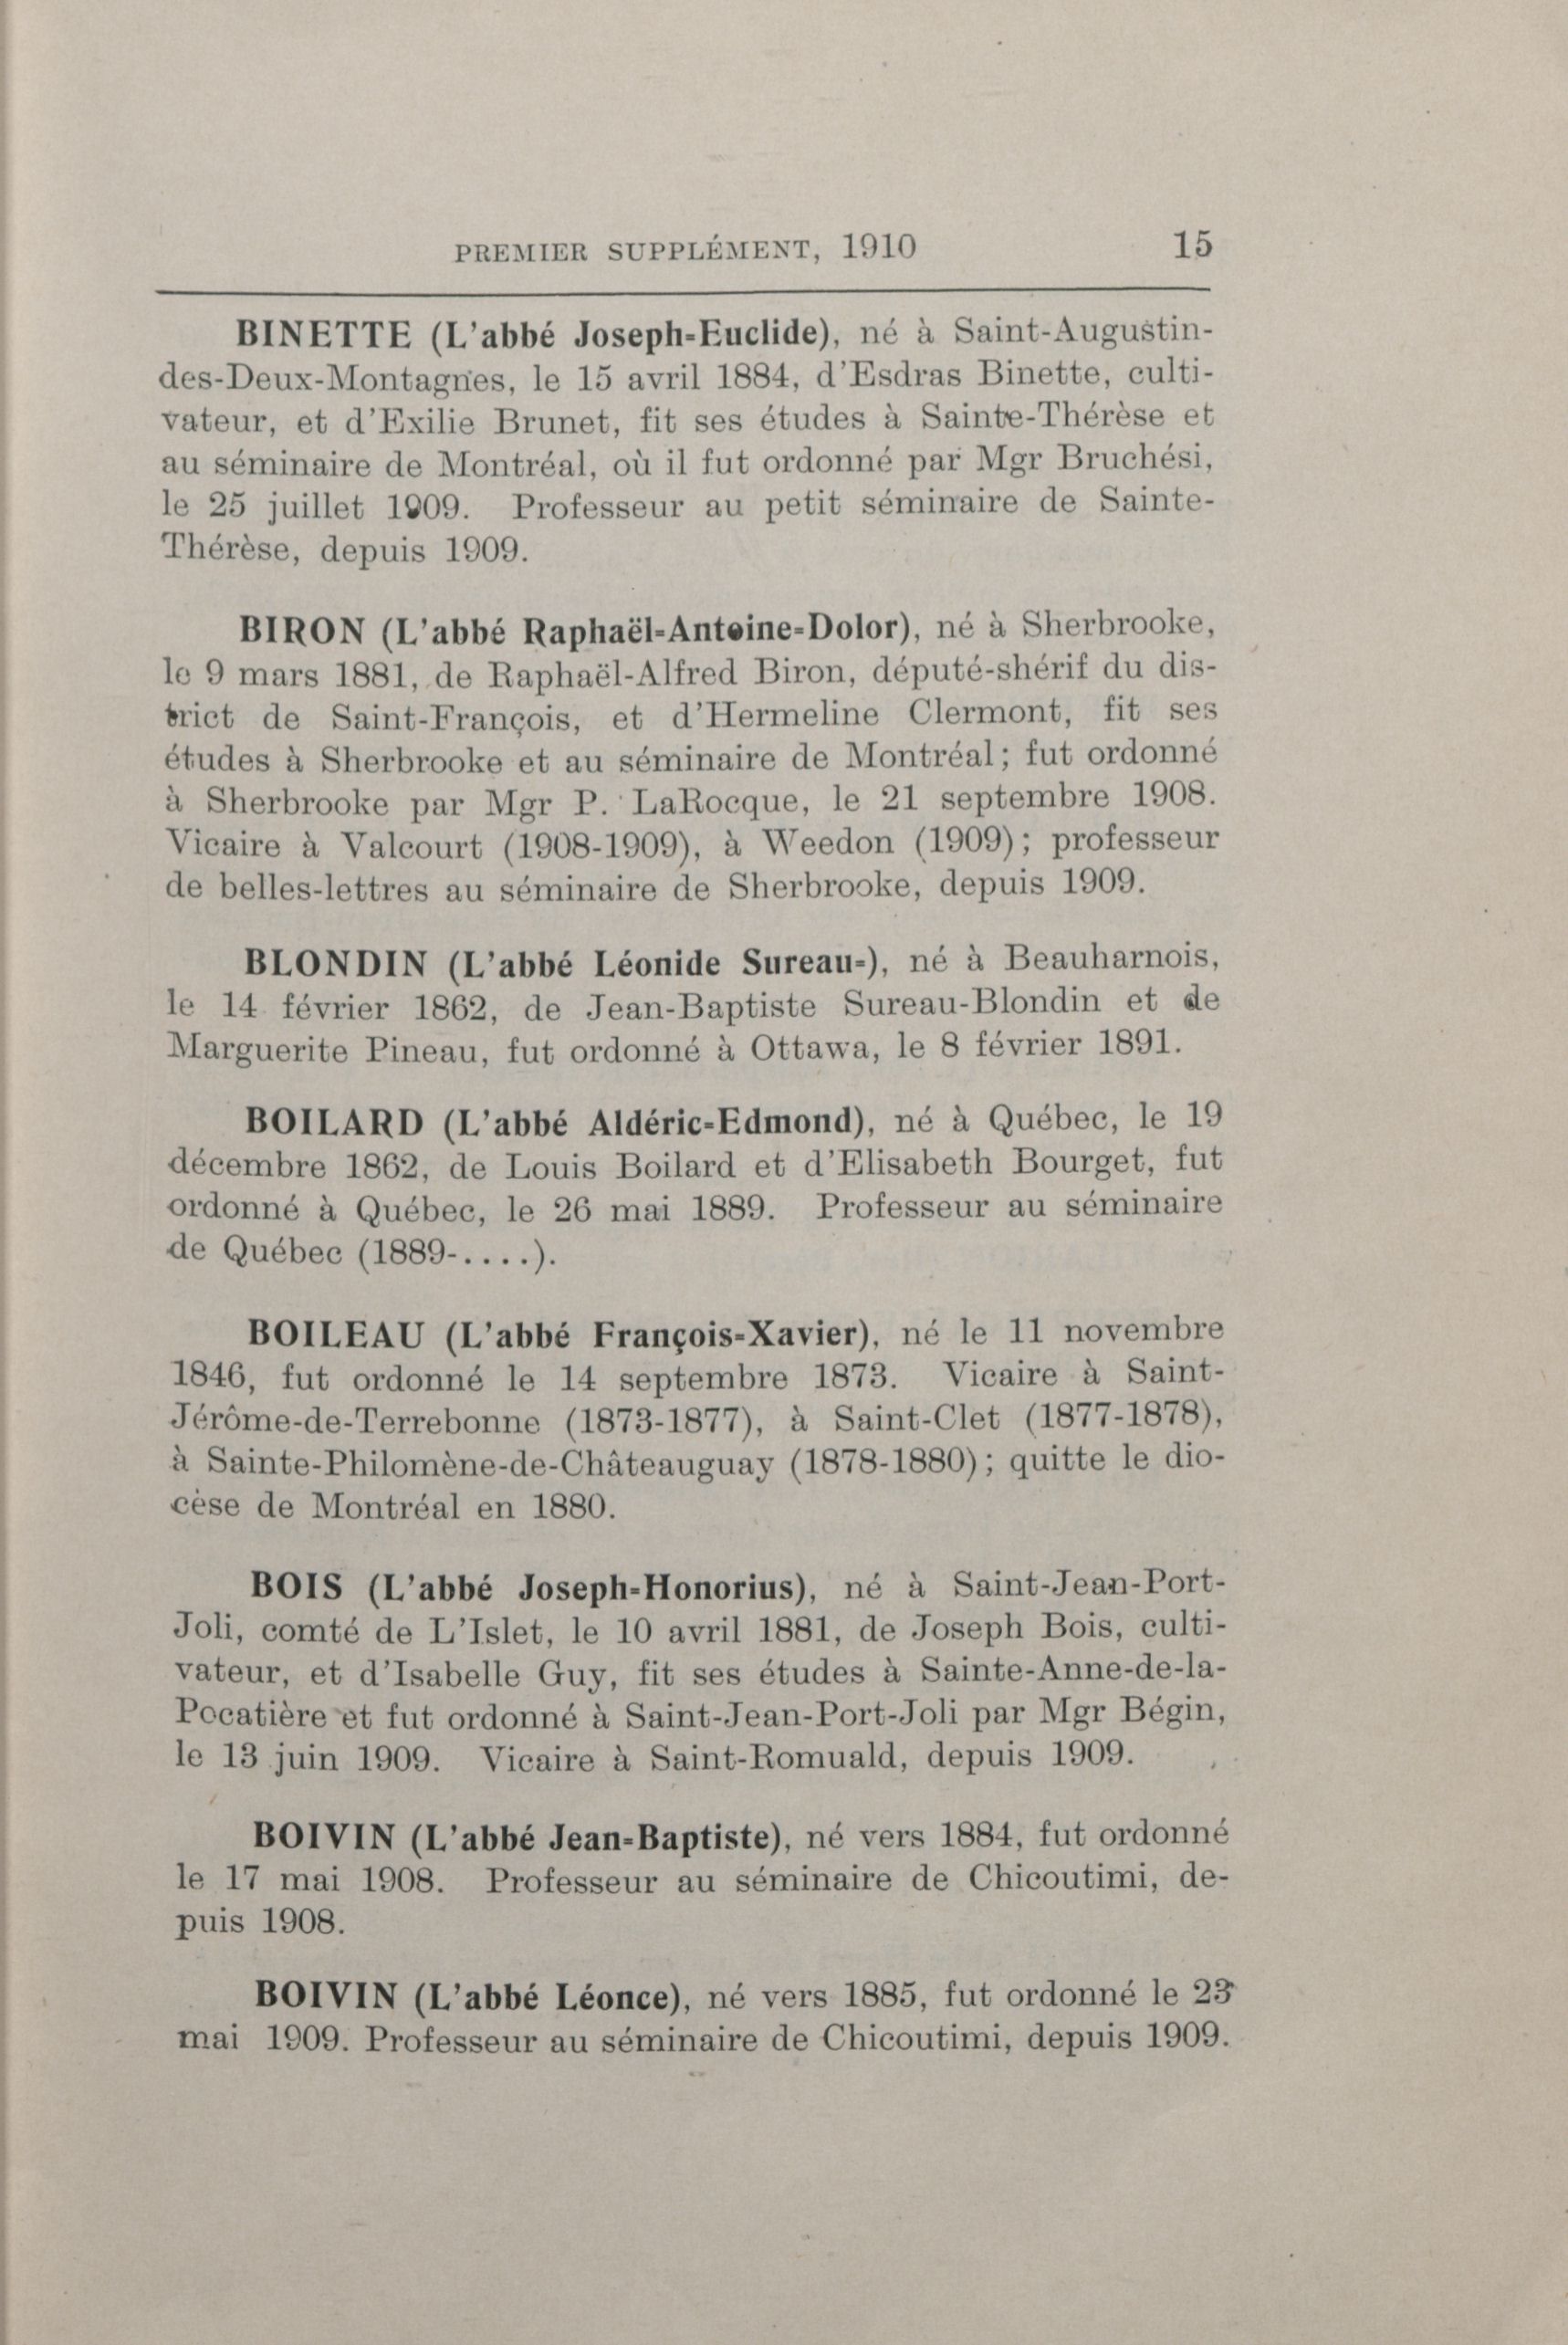 PREMIER SUPPLÉMENT, 1910 15
BINETTE (L'abbé Joseph-Euclide), né à Saint-Augustin-
des-Deux-Montagnes, le 15 avril 1884, d'Esdras Binette, culti-
vateur, et d'Exilie Brunet, fit ses études à Sainte-Thérèse et
au séminaire de Montréal, où il fut ordonné par Mgr Bruchési,
le 25 juillet 1909. Professeur au petit séminaire de Sainte-
Thérèse, depuis 1909.
BIRON (L'abbé Raphaël-Antoine-Dolor), né à Sherbrooke,
le 9 mars 1881, de Raphaël-Alfred Biron, député-shérif du dis-
trict de Saint-François, et d'Hermeline Clermont, fit ses
études à Sherbrooke et au séminaire de Montréal; fut ordonné
à Sherbrooke par Mgr P. LaRocque, le 21 septembre 1908.
Vicaire à Valcourt (1908-1909), à Weedon (1909); professeur
de belles-lettres au séminaire de Sherbrooke, depuis 1909.
BLONDIN (L'abbé Léonide Sureau-), né à Beauharnois,
le 14 février 1862, de Jean-Baptiste Sureau-Blondin et de
Marguerite Pineau, fut ordonné à Ottawa, le 8 février 1891.
BOILARD (L'abbé Aldéric-Edmond), né à Québec, le 19
décembre 1862, de Louis Boilard et d'Elisabeth Bourget, fut
ordonné à Québec, le 26 mai 1889. Professeur au séminaire
de Québec (1889-....).
BOILEAU (L'abbé François-Xavier), né le 11 novembre
1846, fut ordonné le 14 septembre 1873. Vicaire à Saint-
Jérôme-de-Terrebonne (1873-1877), à Saint-Clet (1877-1878),
à Sainte-Philomène-de-Châteauguay (1878-1880); quitte le dio-
cèse de Montréal en 1880.
BOIS (L'abbé Joseph-Honorius), né à Saint-Jean-Port-
Joli, comté de L'Islet, le 10 avril 1881, de Joseph Bois, culti-
vateur, et d'Isabelle Guy, fit ses études à Sainte-Anne-de-la-
Pocatière et fut ordonné à Saint-Jean-Port-Joli par Mgr Bégin,
le 13 juin 1909. Vicaire à Saint-Romuald, depuis 1909.
BOIVIN (L'abbé Jean-Baptiste), né vers 1884, fut ordonné
le 17 mai 1908. Professeur au séminaire de Chicoutimi, de-
puis 1908.
BOIVIN (L'abbé Léonce), né vers 1885, fut ordonné le 23
mai 1909. Professeur au séminaire de Chicoutimi, depuis 1909.